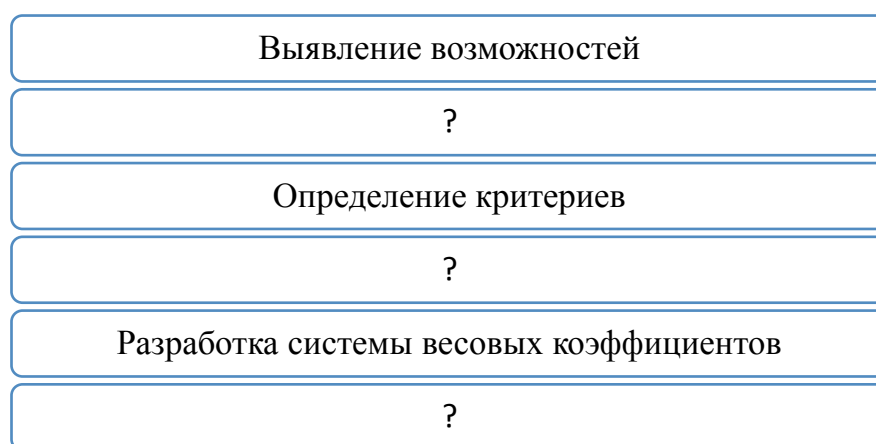 Выявление возможностей
?
Определение критериев
?
Разработка системы весовых коэффициентов
?